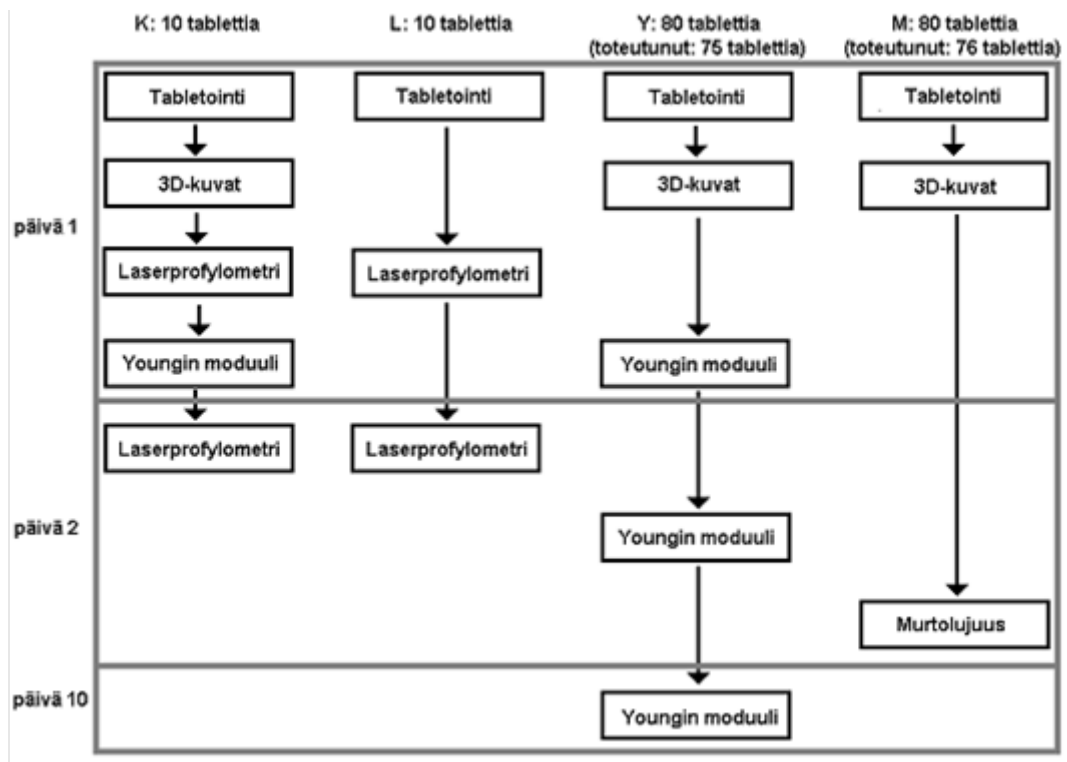 K: 10 tablettia
L: 10 tablettia
Y: 80 tablettia
(toteutunut: 75 tablettia)
M: 80 tablettia
(toteutunut: 76 tablettia)
Tabletointi
Tabletointi
Tabletointi
Tabletointi
3D-kuvat
3D-kuvat
3D-kuvat
päivä 1
Laserprofylometri
Laserprofylometri
Youngin moduuli
Youngin moduuli
Laserprofylometri
Laserprofylometri
päivä 2
Youngin moduuli
Murtolujuus
päivä 10
Youngin moduuli